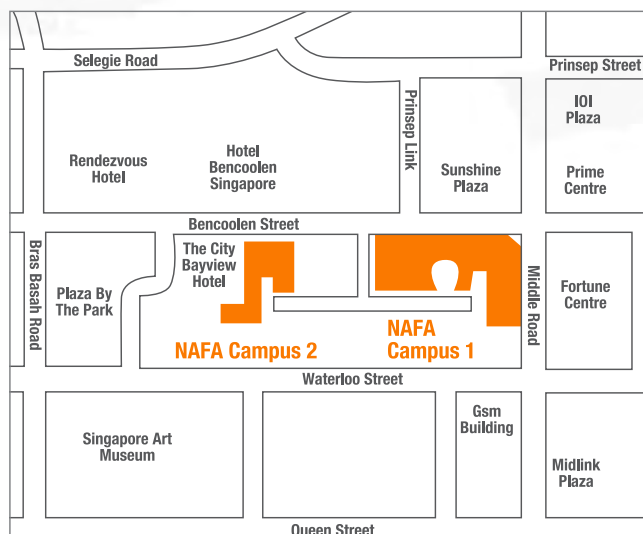 Selegie Road
Prinsep Street
Prinsep Link
IOI
Plaza
Rendezvous
Hotel
Hotel
Bencoolen
Singapore
Sunshine
Plaza
Prime
Centre
Bencoolen Street
Bras Basah Road
The City
Bayview
Hotel
Middle Road
Plaza By
The Park
Fortune
Centre
NAFA Campus 2
NAFA
Campus 1
Waterloo Street
Singapore Art
Museum
Gsm
Building
Midlink
Plaza
Queen Street